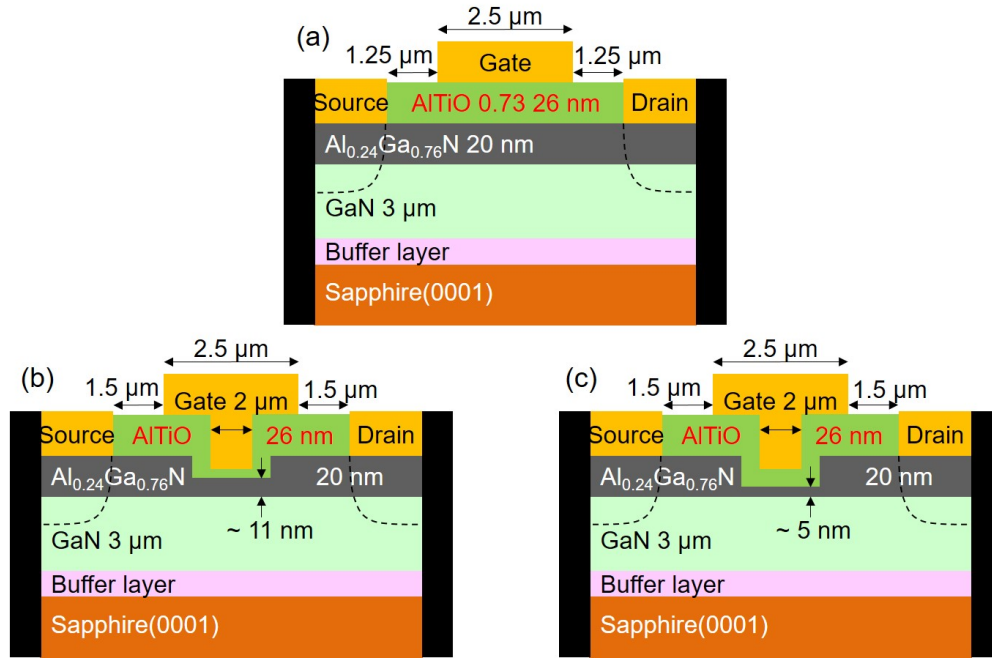 (a)
2.5 μm
1.25 μm
1.25 μm
Gate
Source
AlTiO 0.73 26 nm
Drain
Al0.24Ga0.76N 20 nm
GaN 3 μm
Buffer layer
Sapphire(0001)
(b)
2.5 μm
1.5 μm
1.5 μm
Gate 2 μm
Source
AlTiO
26 nm
Drain
Al0.24Ga0.76N
20 nm
~ 11 nm
GaN 3 μm
Buffer layer
Sapphire(0001)
(c)
2.5 μm
1.5 μm
1.5 μm
Gate 2 μm
Source
AlTiO
26 nm
Drain
Al0.24Ga0.76N
20 nm
~ 5 nm
GaN 3 μm
Buffer layer
Sapphire(0001)